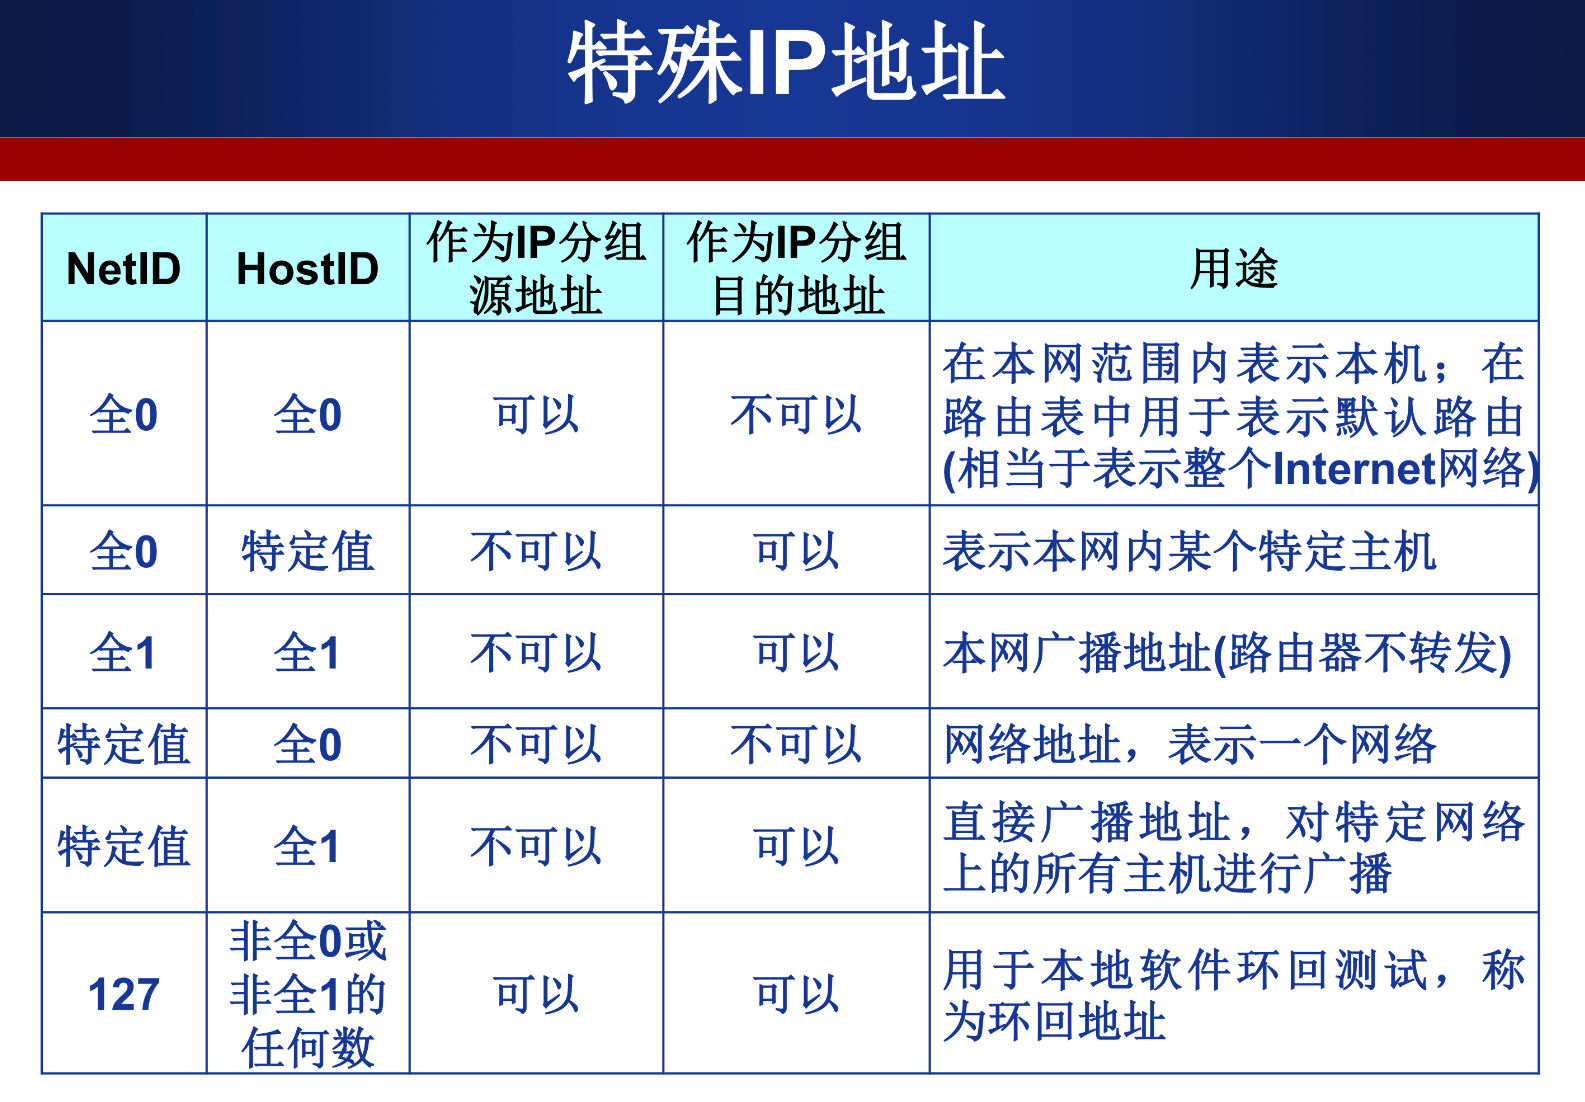 特殊IP地址
NetID
HostID
作为IP分组
源地址
作为IP分组
目的地址
用途
全0
全0
可以
不可以
在本网范围内表示本机；在
路由表中用于表示默认路由
(相当于表示整个Internet网络)
全0
特定值
不可以
可以
表示本网内某个特定主机
全1
全1
不可以
可以
本网广播地址(路由器不转发)
特定值
全0
不可以
不可以
网络地址，表示一个网络
特定值
全1
不可以
可以
直接广播地址，对特定网络
上的所有主机进行广播
127
非全0或
非全1的
任何数
可以
可以
用于本地软件环回测试，称
为环回地址